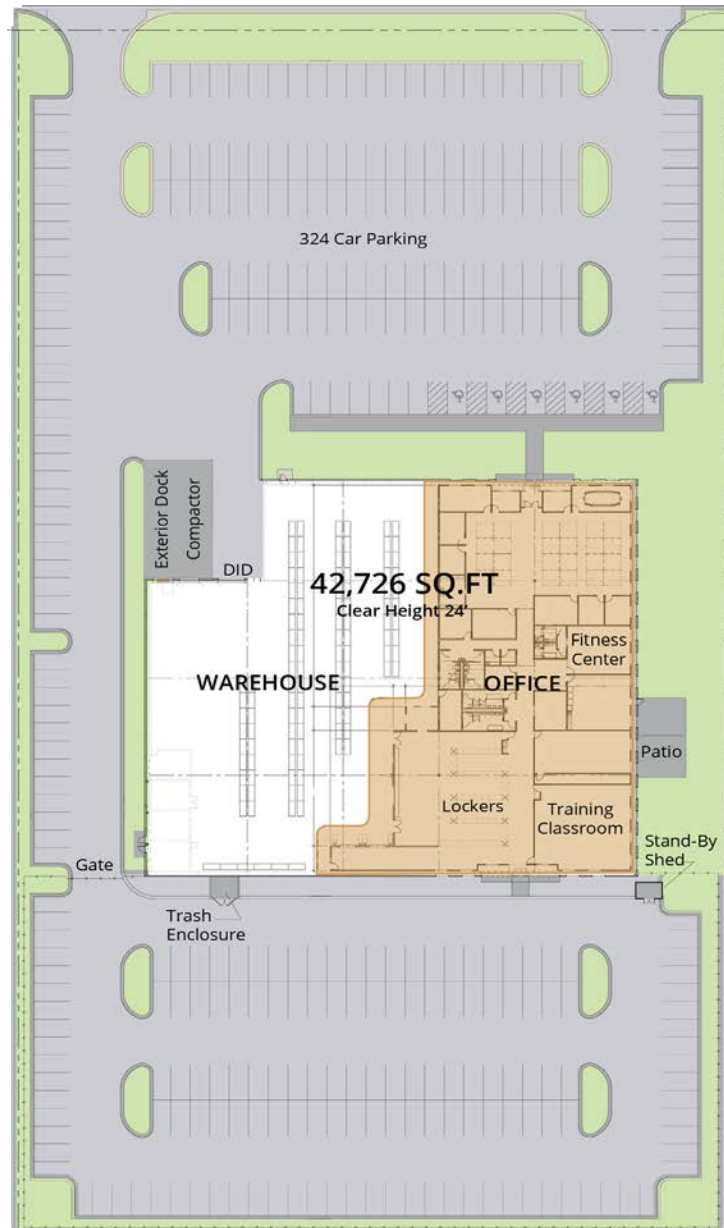 324 Car Parking
Exterior Dock
Compactor
DID
42,726 SQ.FT
Clear Height 24'
WAREHOUSE
OFFICE
Fitness
Center
Patio
Lockers
Training
Classroom
Stand-By
Shed
Gate
Trash
Enclosure